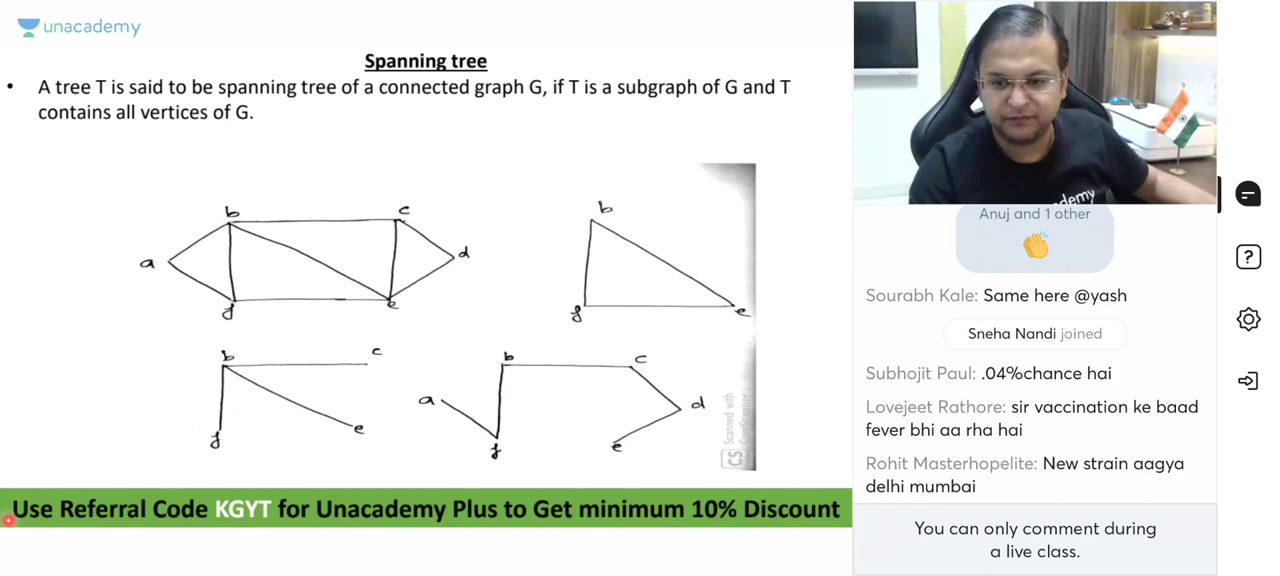 unacademy
Spanning tree
• A tree T is said to be spanning tree of a connected graph G, if T is a subgraph of G and T
contains all vertices of G.
b
c
a
d
f
e
b
f
e
b
c
f
e
b
c
a
d
f
e
CS Scanned with
CamScanner
Use Referral Code KGYT for Unacademy Plus to Get minimum 10% Discount
cademy
Anuj and 1 other
Sourabh Kale: Same here @yash
Sneha Nandi joined
Subhojit Paul: .04%chance hai
Lovejeet Rathore: sir vaccination ke baad
fever bhi aa rha hai
Rohit Masterhopelite: New strain aagya
delhi mumbai
You can only comment during
a live class.
?